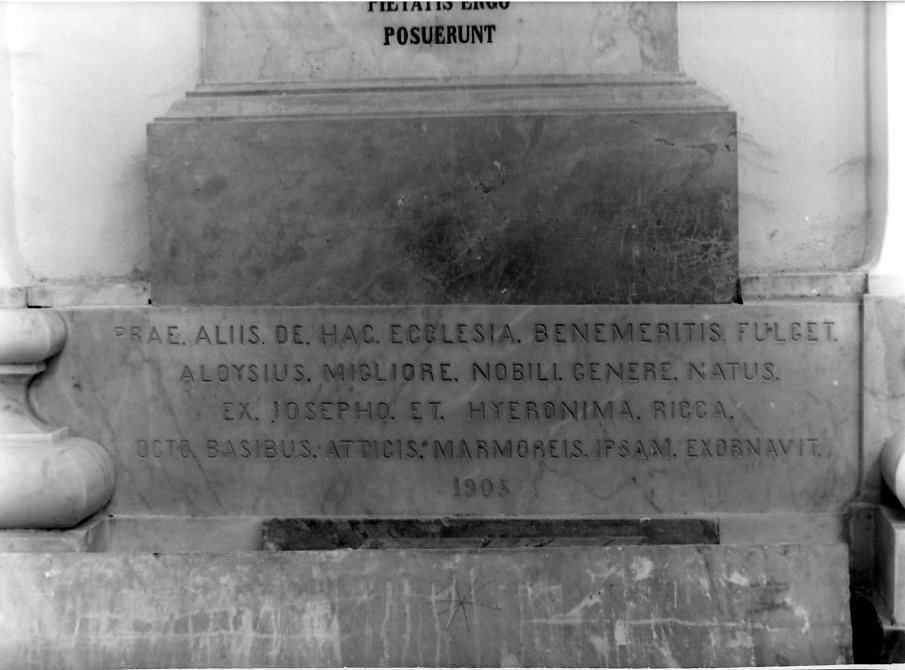 PIETATIS ERGO
POSUERUNT
PRAE. ALIIS. DE. HAC. ECCLESIA. BENEMERITIS. FULGET.
ALOYSIUS. MIGLIORE. NOBILI. GENERE. NATUS.
EX. JOSEPHO. ET. HYERONIMA. RICCA.
OCTO. BASIBUS. ATTICIS. MARMOREIS. IPSAM. EXORNAVIT.
1905